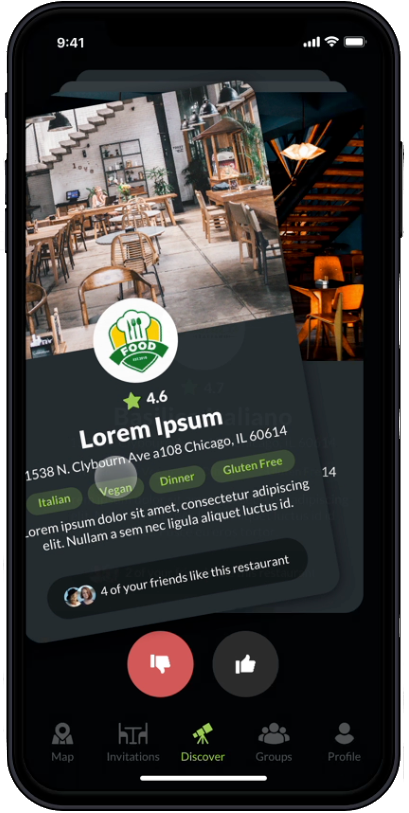 9:41
FOOD
4.6
4.7
Lorem Ipsum
1538 N. Clybourn Ave a108 Chicago, IL 60614
14
Italian Vegan Dinner Gluten Free
Lorem ipsum dolor sit amet, consectetur adipiscing
elit. Nullam a sem nec ligula aliquet luctus id.
4 of your friends like this restaurant
Map Invitations Discover Groups Profile